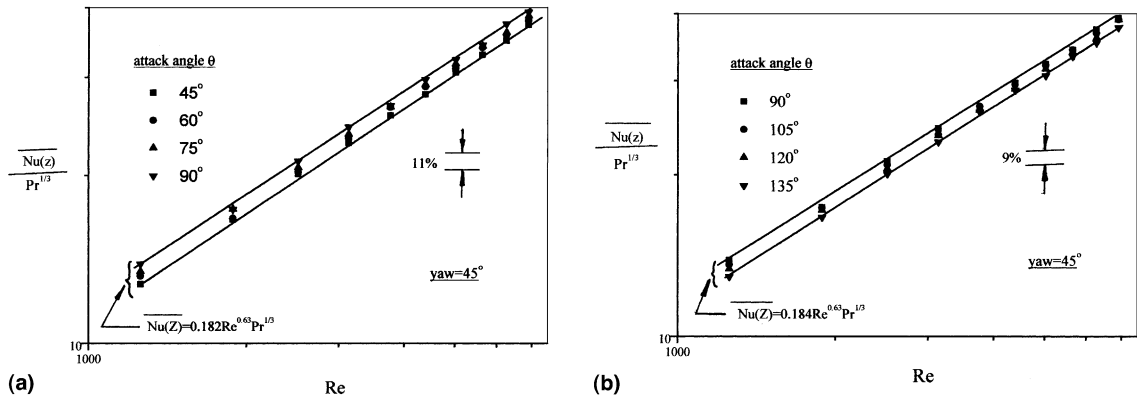 attack angle θ
45°
60°
75°
90°
Nu(z)
Pr^1/3
11%
yaw=45°
Nu(Z)=0.182Re^0.63Pr^1/3
10
1000
(a)
Re
attack angle θ
90°
105°
120°
135°
Nu(z)
Pr^1/3
9%
yaw=45°
Nu(Z)=0.184Re^0.63Pr^1/3
10
1000
(b)
Re